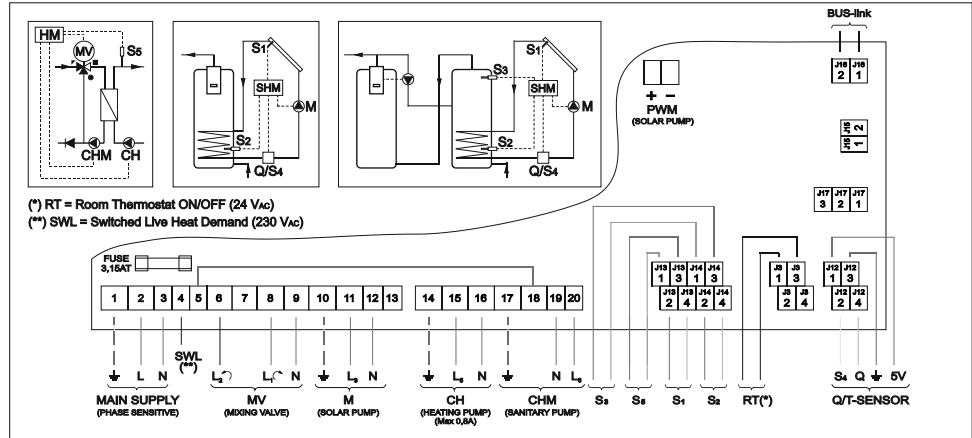 BUS-link
HM
MV
S5
CHM
CH
S1
SHM
M
S2
Q/S4
S1
S3
SHM
M
S2
Q/S4
+ −
PWM
(SOLAR PUMP)
J16 2 J16 1
J15 1 J15 2
J17 3 J17 2 J17 1
(*) RT = Room Thermostat ON/OFF (24 VAC)
(**) SWL = Switched Live Heat Demand (230 VAC)
FUSE
3,15AT
1 2 3 4 5 6 7 8 9 10 11 12 13 14 15 16 17 18 19 20
J13 1 J13 3 J14 1 J14 3
J13 2 J13 4 J14 2 J14 4
J3 1 J3 3
J3 2 J3 4
J12 1 J12 3
J12 2 J12 4
SWL
(**)
L N L2 L1 N L3 N L5 N N L6
S3 S5 S1 S2 RT(*) S4 Q 5V
MAIN SUPPLY
(PHASE SENSITIVE)
MV
(MIXING VALVE)
M
(SOLAR PUMP)
CH
(HEATING PUMP)
(Max 0,8A)
CHM
(SANITARY PUMP)
Q/T-SENSOR